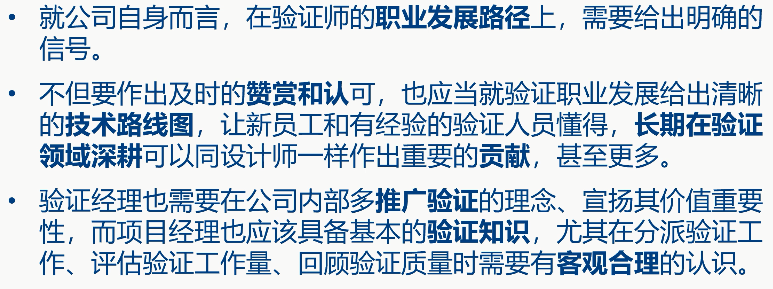 • 就公司自身而言，在验证师的职业发展路径上，需要给出明确的
信号。
• 不但要作出及时的赞赏和认可，也应当就验证职业发展给出清晰
的技术路线图，让新员工和有经验的验证人员懂得，长期在验证
领域深耕可以同设计师一样作出重要的贡献，甚至更多。
• 验证经理也需要在公司内部多推广验证的理念、宣扬其价值重要
性，而项目经理也应该具备基本的验证知识，尤其在分派验证工
作、评估验证工作量、回顾验证质量时需要有客观合理的认识。